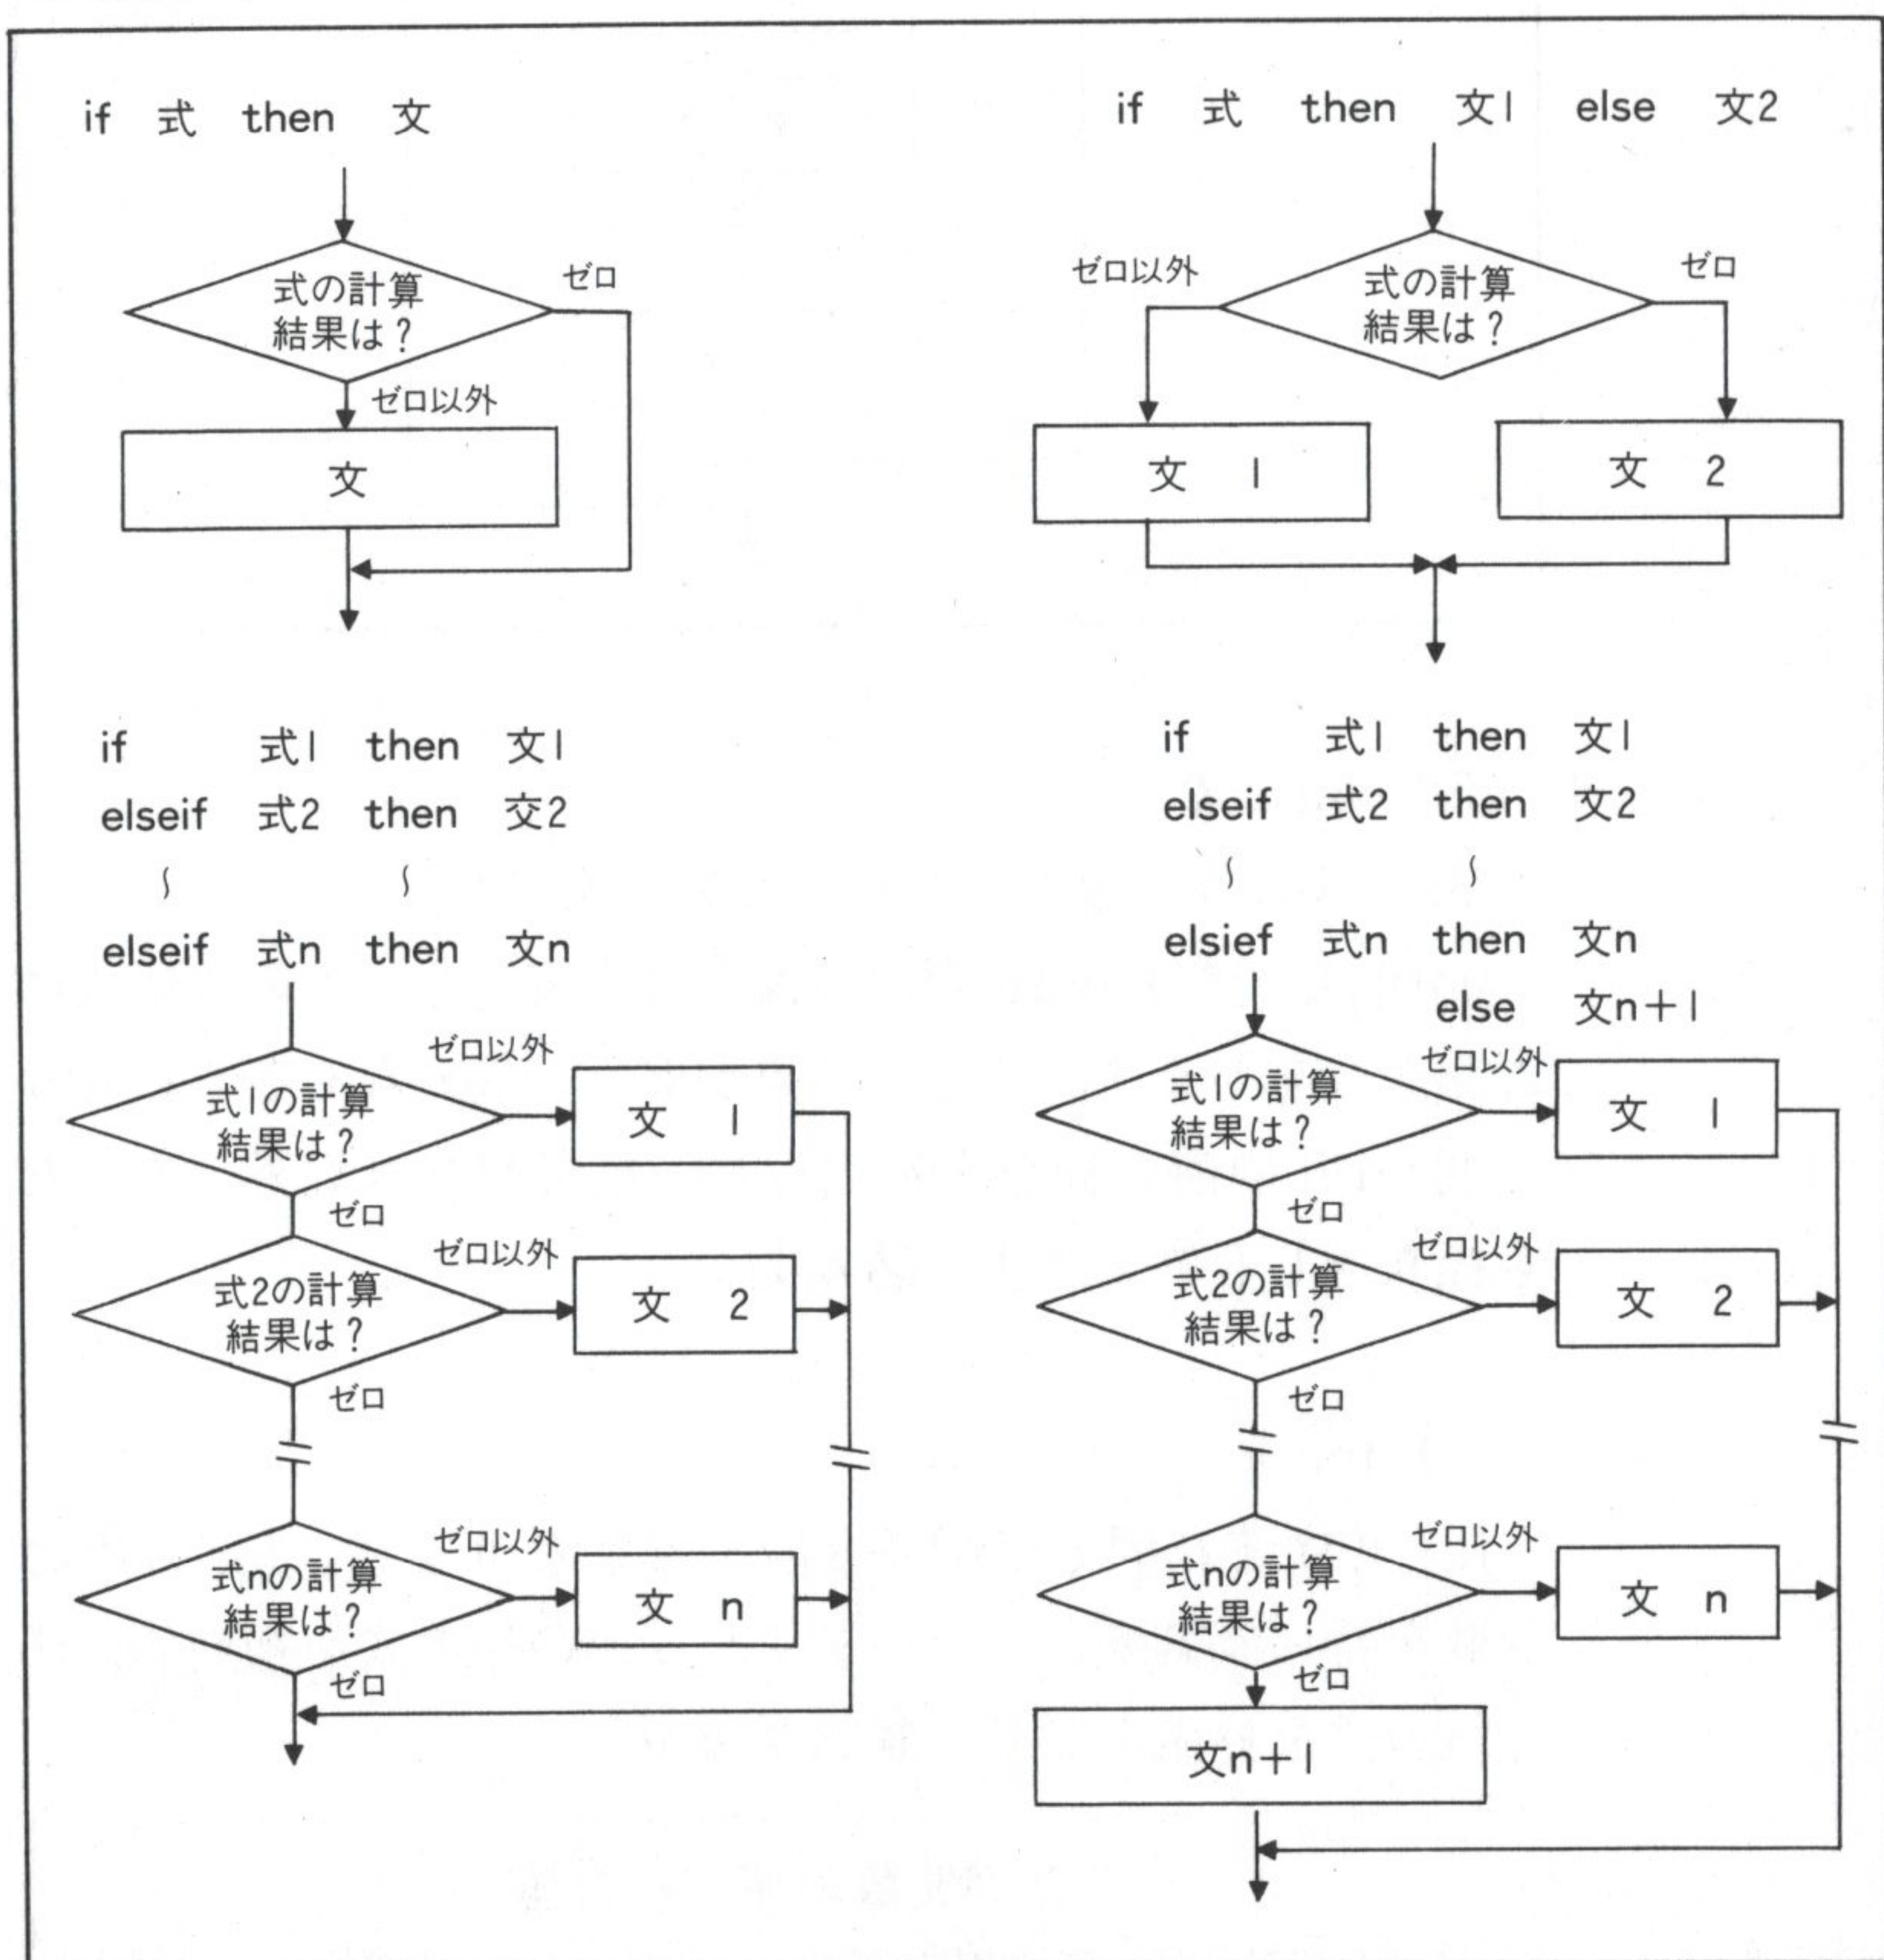 if 式 then 文
式の計算
結果は？
ゼロ
ゼロ以外
文
if 式 then 文1 else 文2
ゼロ以外
式の計算
結果は？
ゼロ
文 1
文 2
if 式1 then 文1
elseif 式2 then 交2
〜 〜
elseif 式n then 文n
式1の計算
結果は？
ゼロ以外
文 1
ゼロ
式2の計算
結果は？
ゼロ以外
文 2
ゼロ
式nの計算
結果は？
ゼロ以外
文 n
ゼロ
if 式1 then 文1
elseif 式2 then 文2
〜 〜
elsief 式n then 文n
else 文n+1
式1の計算
結果は？
ゼロ以外
文 1
ゼロ
式2の計算
結果は？
ゼロ以外
文 2
ゼロ
式nの計算
結果は？
ゼロ以外
文 n
ゼロ
文n+1